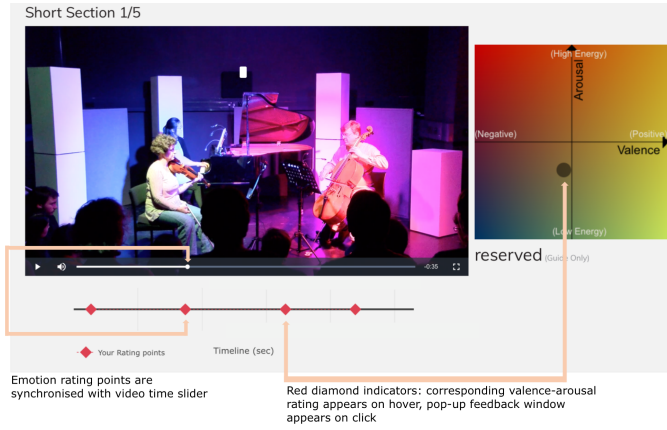 Short Section 1/5
(High Energy)
Arousal
(Negative)
(Positive)
Valence
(Low Energy)
-0:35
reserved (Guide Only)
Your Rating points
Timeline (sec)
Emotion rating points are
synchronised with video time slider
Red diamond indicators: corresponding valence-arousal
rating appears on hover, pop-up feedback window
appears on click